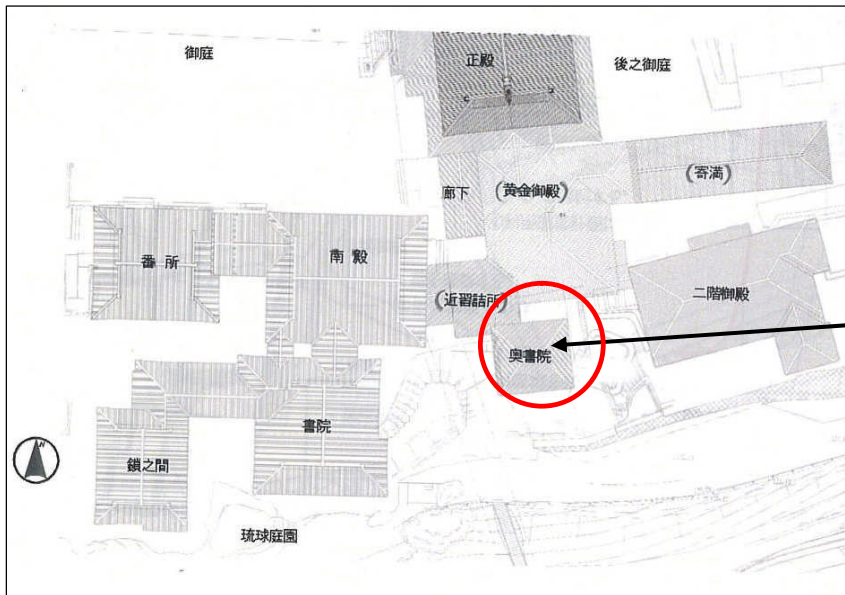 御庭
正殿
後之御庭
廊下
(黄金御殿)
(寄満)
番所
南殿
(近習詰所)
二階御殿
奥書院
書院
鎖之間
N
琉球庭園